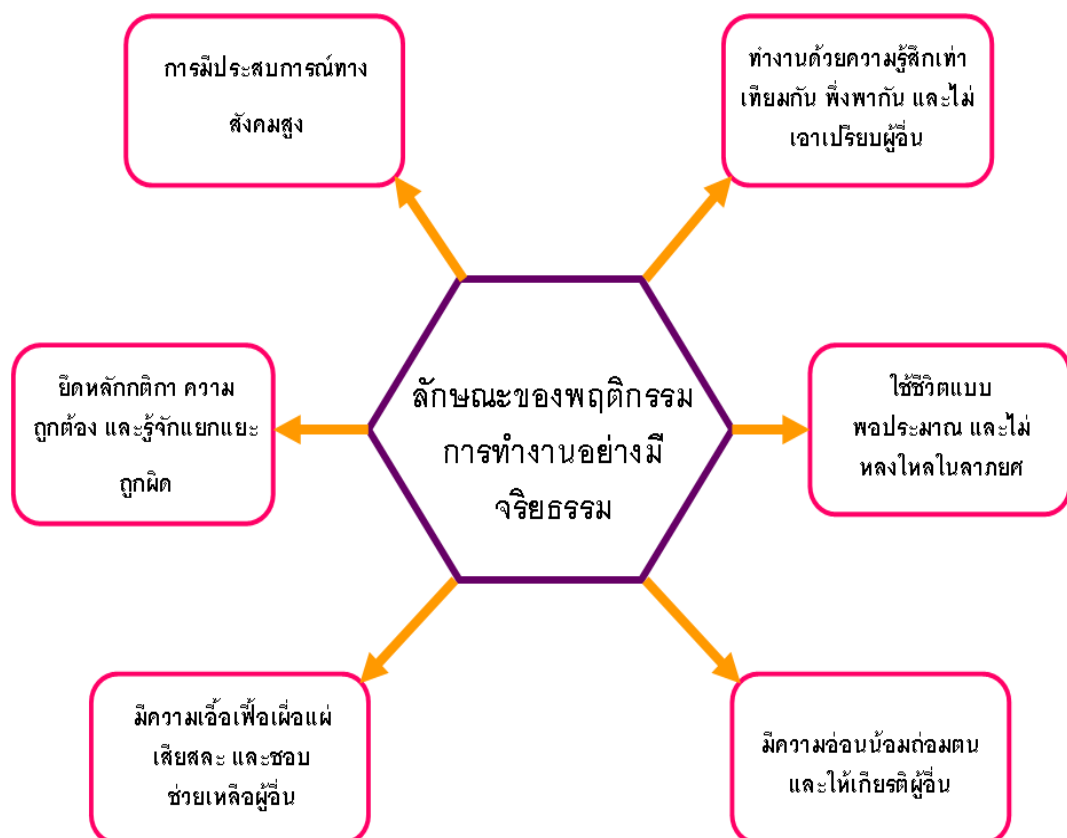 การมีประสบการณ์ทาง
สังคมสูง
ทำงานด้วยความรู้สึกเท่า
เทียมกัน พึ่งพากัน และไม่
เอาเปรียบผู้อื่น
ยึดหลักกติกา ความ
ถูกต้อง และรู้จักแยกแยะ
ถูกผิด
ลักษณะของพฤติกรรม
การทำงานอย่างมี
จริยธรรม
ใช้ชีวิตแบบ
พอประมาณ และไม่
หลงใหลในลาภยศ
มีความเอื้อเฟื้อเผื่อแผ่
เสียสละ และชอบ
ช่วยเหลือผู้อื่น
มีความอ่อนน้อมถ่อมตน
และให้เกียรติผู้อื่น